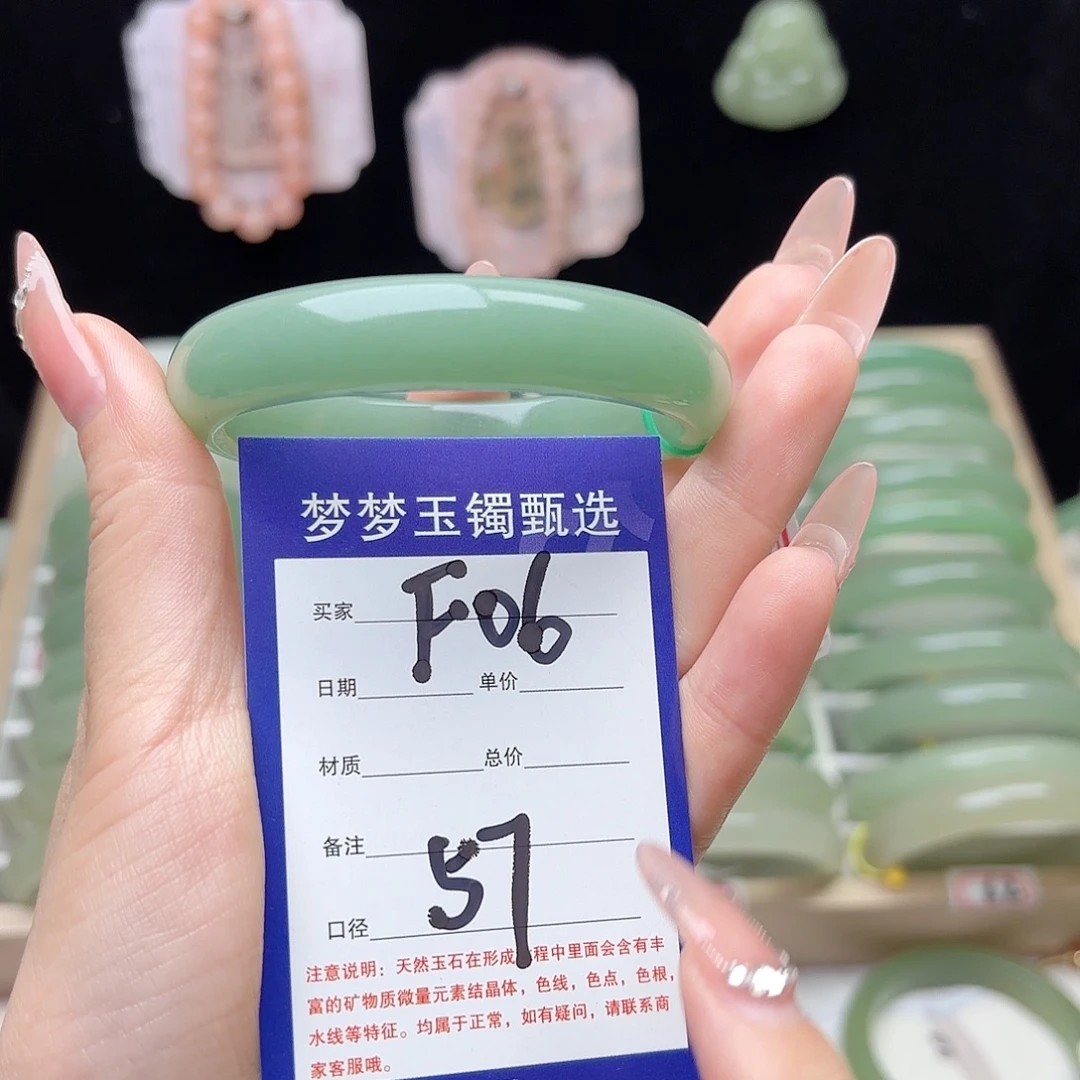 梦梦玉镯甄选
买家 F06
日期 单价
材质 总价
备注
口径 57
注意说明：天然玉石在形成 程中里面会含有丰
富的矿物质微量元素结晶体，色线，色点，色根，
水线等特征。均属于正常，如有疑问，请联系商
家客服哦。